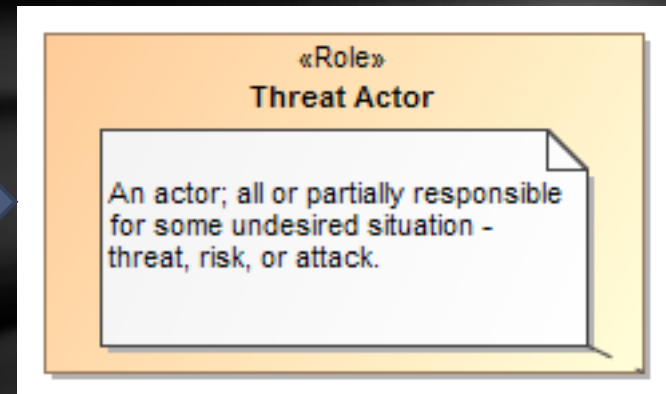 «Role»
Threat Actor
An actor; all or partially responsible
for some undesired situation -
threat, risk, or attack.